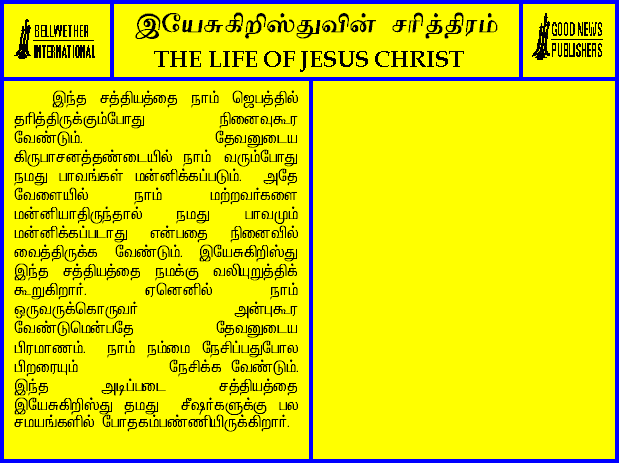 BELLWETHER
INTERNATIONAL
இயேசுகிறிஸ்துவின் சரித்திரம்
THE LIFE OF JESUS CHRIST
GOOD NEWS
PUBLISHERS
இந்த சத்தியத்தை நாம் ஜெபத்தில்
தரித்திருக்கும்போது நினைவுகூர
வேண்டும். தேவனுடைய
கிருபாசனத்தண்டையில் நாம் வரும்போது
நமது பாவங்கள் மன்னிக்கப்படும். அதே
வேளையில் நாம் மற்றவர்களை
மன்னியாதிருந்தால் நமது பாவமும்
மன்னிக்கப்படாது என்பதை நினைவில்
வைத்திருக்க வேண்டும். இயேசுகிறிஸ்து
இந்த சத்தியத்தை நமக்கு வலியுறுத்திக்
கூறுகிறார். ஏனெனில் நாம்
ஒருவருக்கொருவர் அன்புகூர
வேண்டுமென்பதே தேவனுடைய
பிரமாணம். நாம் நம்மை நேசிப்பதுபோல
பிறரையும் நேசிக்க வேண்டும்.
இந்த அடிப்படை சத்தியத்தை
இயேசுகிறிஸ்து தமது சீஷர்களுக்கு பல
சமயங்களில் போதகம்பண்ணியிருக்கிறார்.